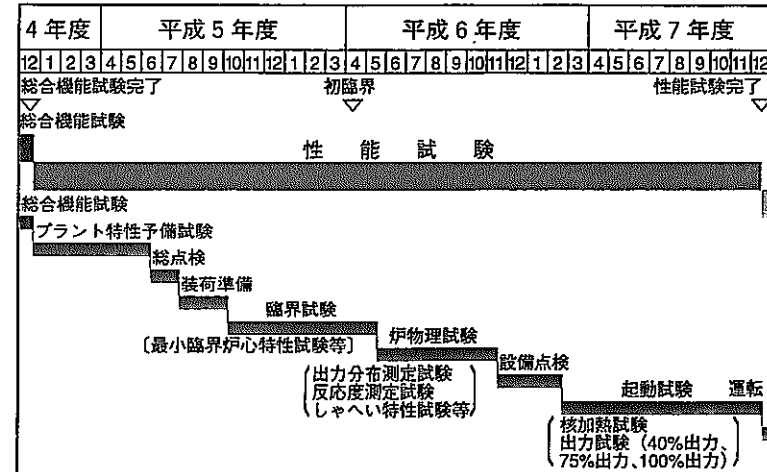 4年度 平成5年度 平成6年度 平成7年度
12 1 2 3 4 5 6 7 8 9 10 11 12 1 2 3 4 5 6 7 8 9 10 11 12 1 2 3 4 5 6 7 8 9 10 11 12
総合機能試験完了 初臨界 性能試験完了
総合機能試験
性能試験
総合機能試験
プラント特性予備試験
総点検
装荷準備
臨界試験
〔最小臨界炉心特性試験等〕
炉物理試験
(出力分布測定試験
反応度測定試験
しゃへい特性試験等)
設備点検
起動試験 運転
(核加熱試験
出力試験(40%出力、
75%出力、100%出力))